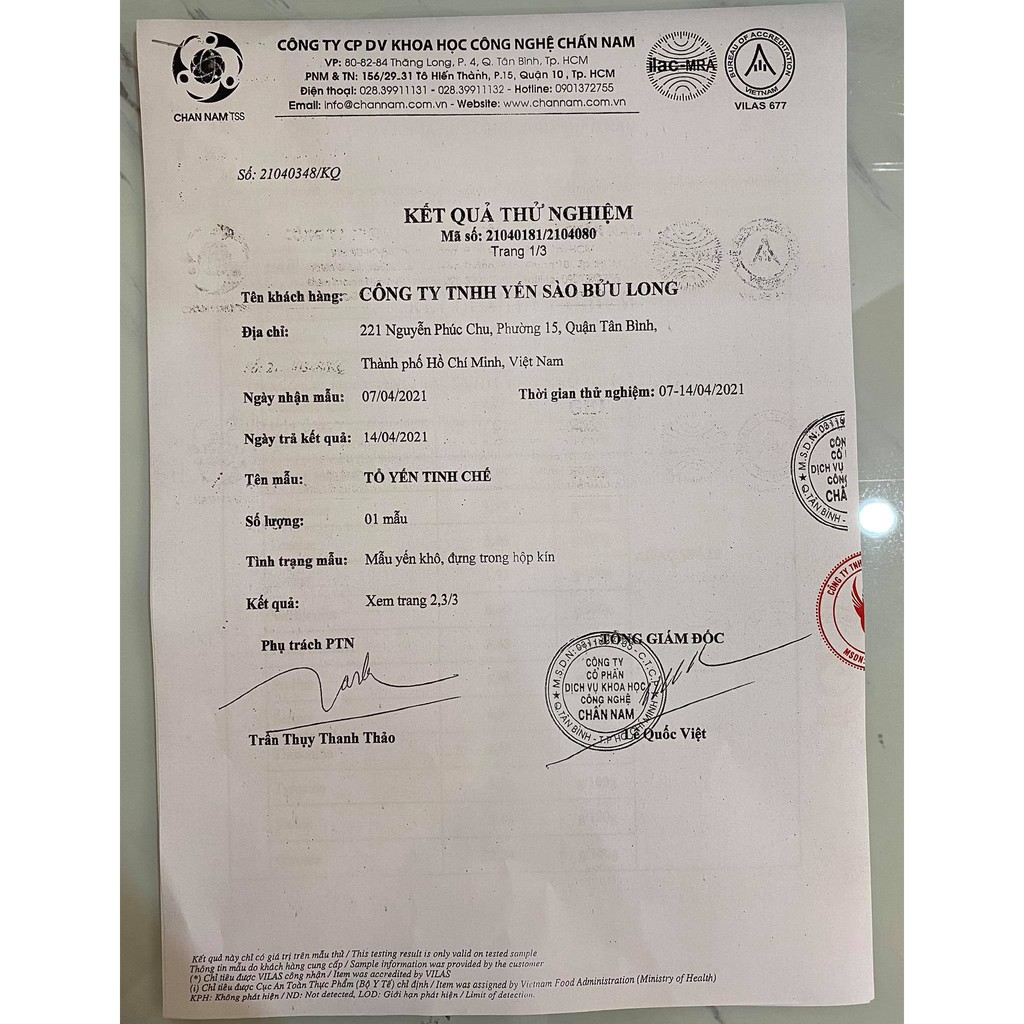 CHAN NAM TSS
CÔNG TY CP DV KHOA HỌC CÔNG NGHỆ CHẤN NAM
VP: 80-82-84 Thăng Long, P. 4, Q. Tân Bình, Tp. HCM
PNM & TN: 156/29.31 Tô Hiến Thành, P.15, Quận 10 , Tp. HCM
Điện thoại: 028.39911131 - 028.39911132 - Hotline: 0901372755
Email: info@channam.com.vn - Website: www.channam.com.vn
ilac-MRA
BUREAU OF ACCREDITATION
VIETNAM
VILAS 677
Số: 21040348/KQ
KẾT QUẢ THỬ NGHIỆM
Mã số: 21040181/2104080
Trang 1/3
Tên khách hàng: CÔNG TY TNHH YẾN SÀO BỬU LONG
Địa chỉ: 221 Nguyễn Phúc Chu, Phường 15, Quận Tân Bình,
Thành phố Hồ Chí Minh, Việt Nam
Ngày nhận mẫu: 07/04/2021 Thời gian thử nghiệm: 07-14/04/2021
Ngày trả kết quả: 14/04/2021
Tên mẫu: TỔ YẾN TINH CHẾ
Số lượng: 01 mẫu
Tình trạng mẫu: Mẫu yến khô, đựng trong hộp kín
Kết quả: Xem trang 2,3/3
Phụ trách PTN TỔNG GIÁM ĐỐC
CÔNG TY
CỔ PHẦN
DỊCH VỤ KHOA HỌC
CÔNG NGHỆ
CHẤN NAM
Trần Thụy Thanh Thảo Lê Quốc Việt
Kết quả này chỉ có giá trị trên mẫu thử / This testing result is only valid on tested sample
Thông tin mẫu do khách hàng cung cấp / Sample information was provided by the customer
(*) Chỉ tiêu được VILAS công nhận / Item was accredited by VILAS
(i) Chỉ tiêu được Cục An Toàn Thực Phẩm (Bộ Y Tế) chỉ định / Item was assigned by Vietnam Food Administration (Ministry of Health)
KPH: Không phát hiện / ND: Not detected, LOD: Giới hạn phát hiện / Limit of detection.